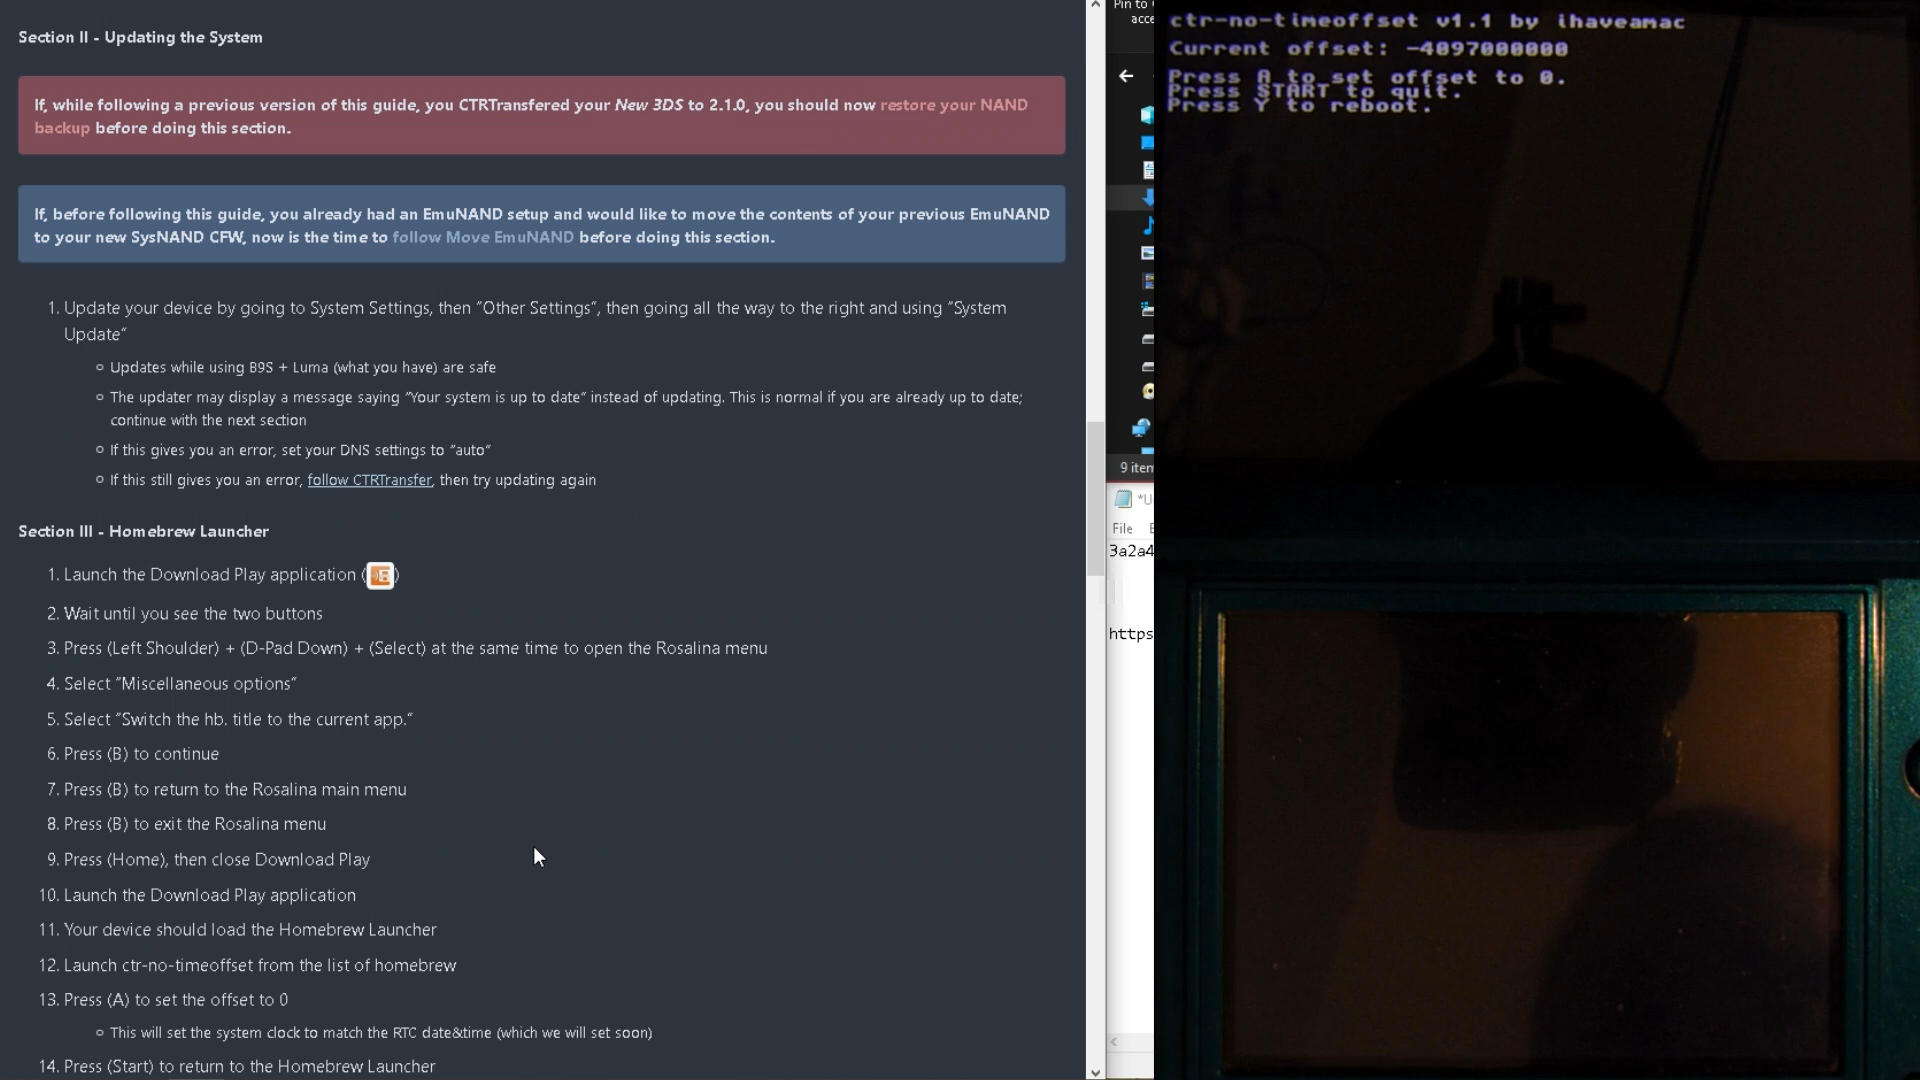 Section II - Updating the System
If, while following a previous version of this guide, you CTRTransfered your New 3DS to 2.1.0, you should now restore your NAND
backup before doing this section.
If, before following this guide, you already had an EmuNAND setup and would like to move the contents of your previous EmuNAND
to your new SysNAND CFW, now is the time to follow Move EmuNAND before doing this section.
1. Update your device by going to System Settings, then “Other Settings”, then going all the way to the right and using “System
Update”
Updates while using B9S + Luma (what you have) are safe
The updater may display a message saying “Your system is up to date” instead of updating. This is normal if you are already up to date;
continue with the next section
If this gives you an error, set your DNS settings to “auto”
If this still gives you an error, follow CTRTransfer, then try updating again
Section III - Homebrew Launcher
1. Launch the Download Play application ( )
2. Wait until you see the two buttons
3. Press (Left Shoulder) + (D-Pad Down) + (Select) at the same time to open the Rosalina menu
4. Select “Miscellaneous options”
5. Select “Switch the hb. title to the current app.”
6. Press (B) to continue
7. Press (B) to return to the Rosalina main menu
8. Press (B) to exit the Rosalina menu
9. Press (Home), then close Download Play
10. Launch the Download Play application
11. Your device should load the Homebrew Launcher
12. Launch ctr-no-timeoffset from the list of homebrew
13. Press (A) to set the offset to 0
This will set the system clock to match the RTC date&time (which we will set soon)
14. Press (Start) to return to the Homebrew Launcher
Pin to
acce
9 item
*U
File
3a2a4
https
ctr-no-timeoffset v1.1 by ihaveamac
Current offset: -4097000000
Press A to set offset to 0.
Press START to quit.
Press Y to reboot.